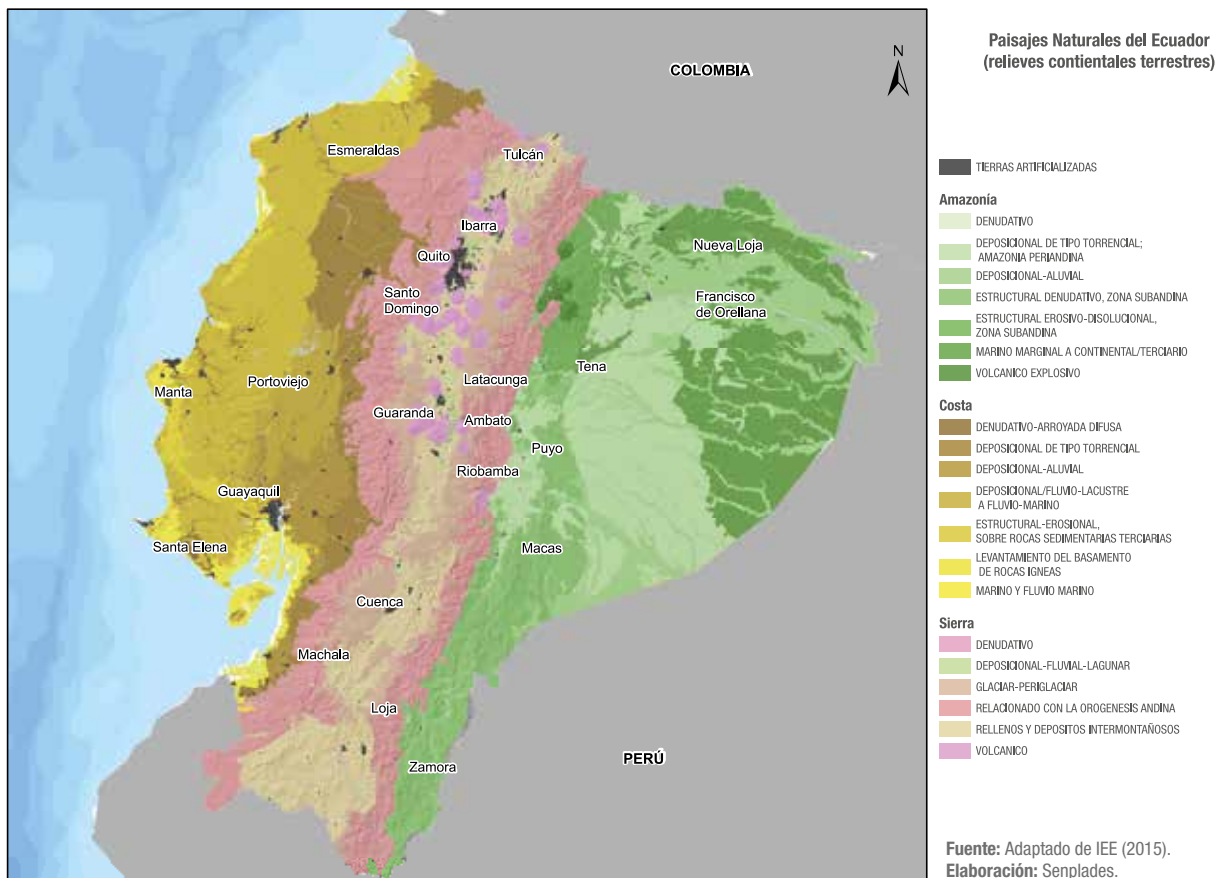 Paisajes Naturales del Ecuador
(relieves contientales terrestres)
N
COLOMBIA
Esmeraldas
Tulcán
Ibarra
Nueva Loja
Quito
Santo
Domingo
Francisco
de Orellana
Tena
Portoviejo
Latacunga
Manta
Guaranda
Ambato
Puyo
Riobamba
Guayaquil
Santa Elena
Macas
Cuenca
Machala
Loja
Zamora
PERÚ
TIERRAS ARTIFICIALIZADAS
Amazonía
DENUDATIVO
DEPOSICIONAL DE TIPO TORRENCIAL;
AMAZONIA PERIANDINA
DEPOSICIONAL-ALUVIAL
ESTRUCTURAL DENUDATIVO, ZONA SUBANDINA
ESTRUCTURAL EROSIVO-DISOLUCIONAL,
ZONA SUBANDINA
MARINO MARGINAL A CONTINENTAL/TERCIARIO
VOLCANICO EXPLOSIVO
Costa
DENUDATIVO-ARROYADA DIFUSA
DEPOSICIONAL DE TIPO TORRENCIAL
DEPOSICIONAL-ALUVIAL
DEPOSICIONAL/FLUVIO-LACUSTRE
A FLUVIO-MARINO
ESTRUCTURAL-EROSIONAL,
SOBRE ROCAS SEDIMENTARIAS TERCIARIAS
LEVANTAMIENTO DEL BASAMENTO
DE ROCAS IGNEAS
MARINO Y FLUVIO MARINO
Sierra
DENUDATIVO
DEPOSICIONAL-FLUVIAL-LAGUNAR
GLACIAR-PERIGLACIAR
RELACIONADO CON LA OROGENESIS ANDINA
RELLENOS Y DEPOSITOS INTERMONTAÑOSOS
VOLCANICO
Fuente: Adaptado de IEE (2015).
Elaboración: Senplades.